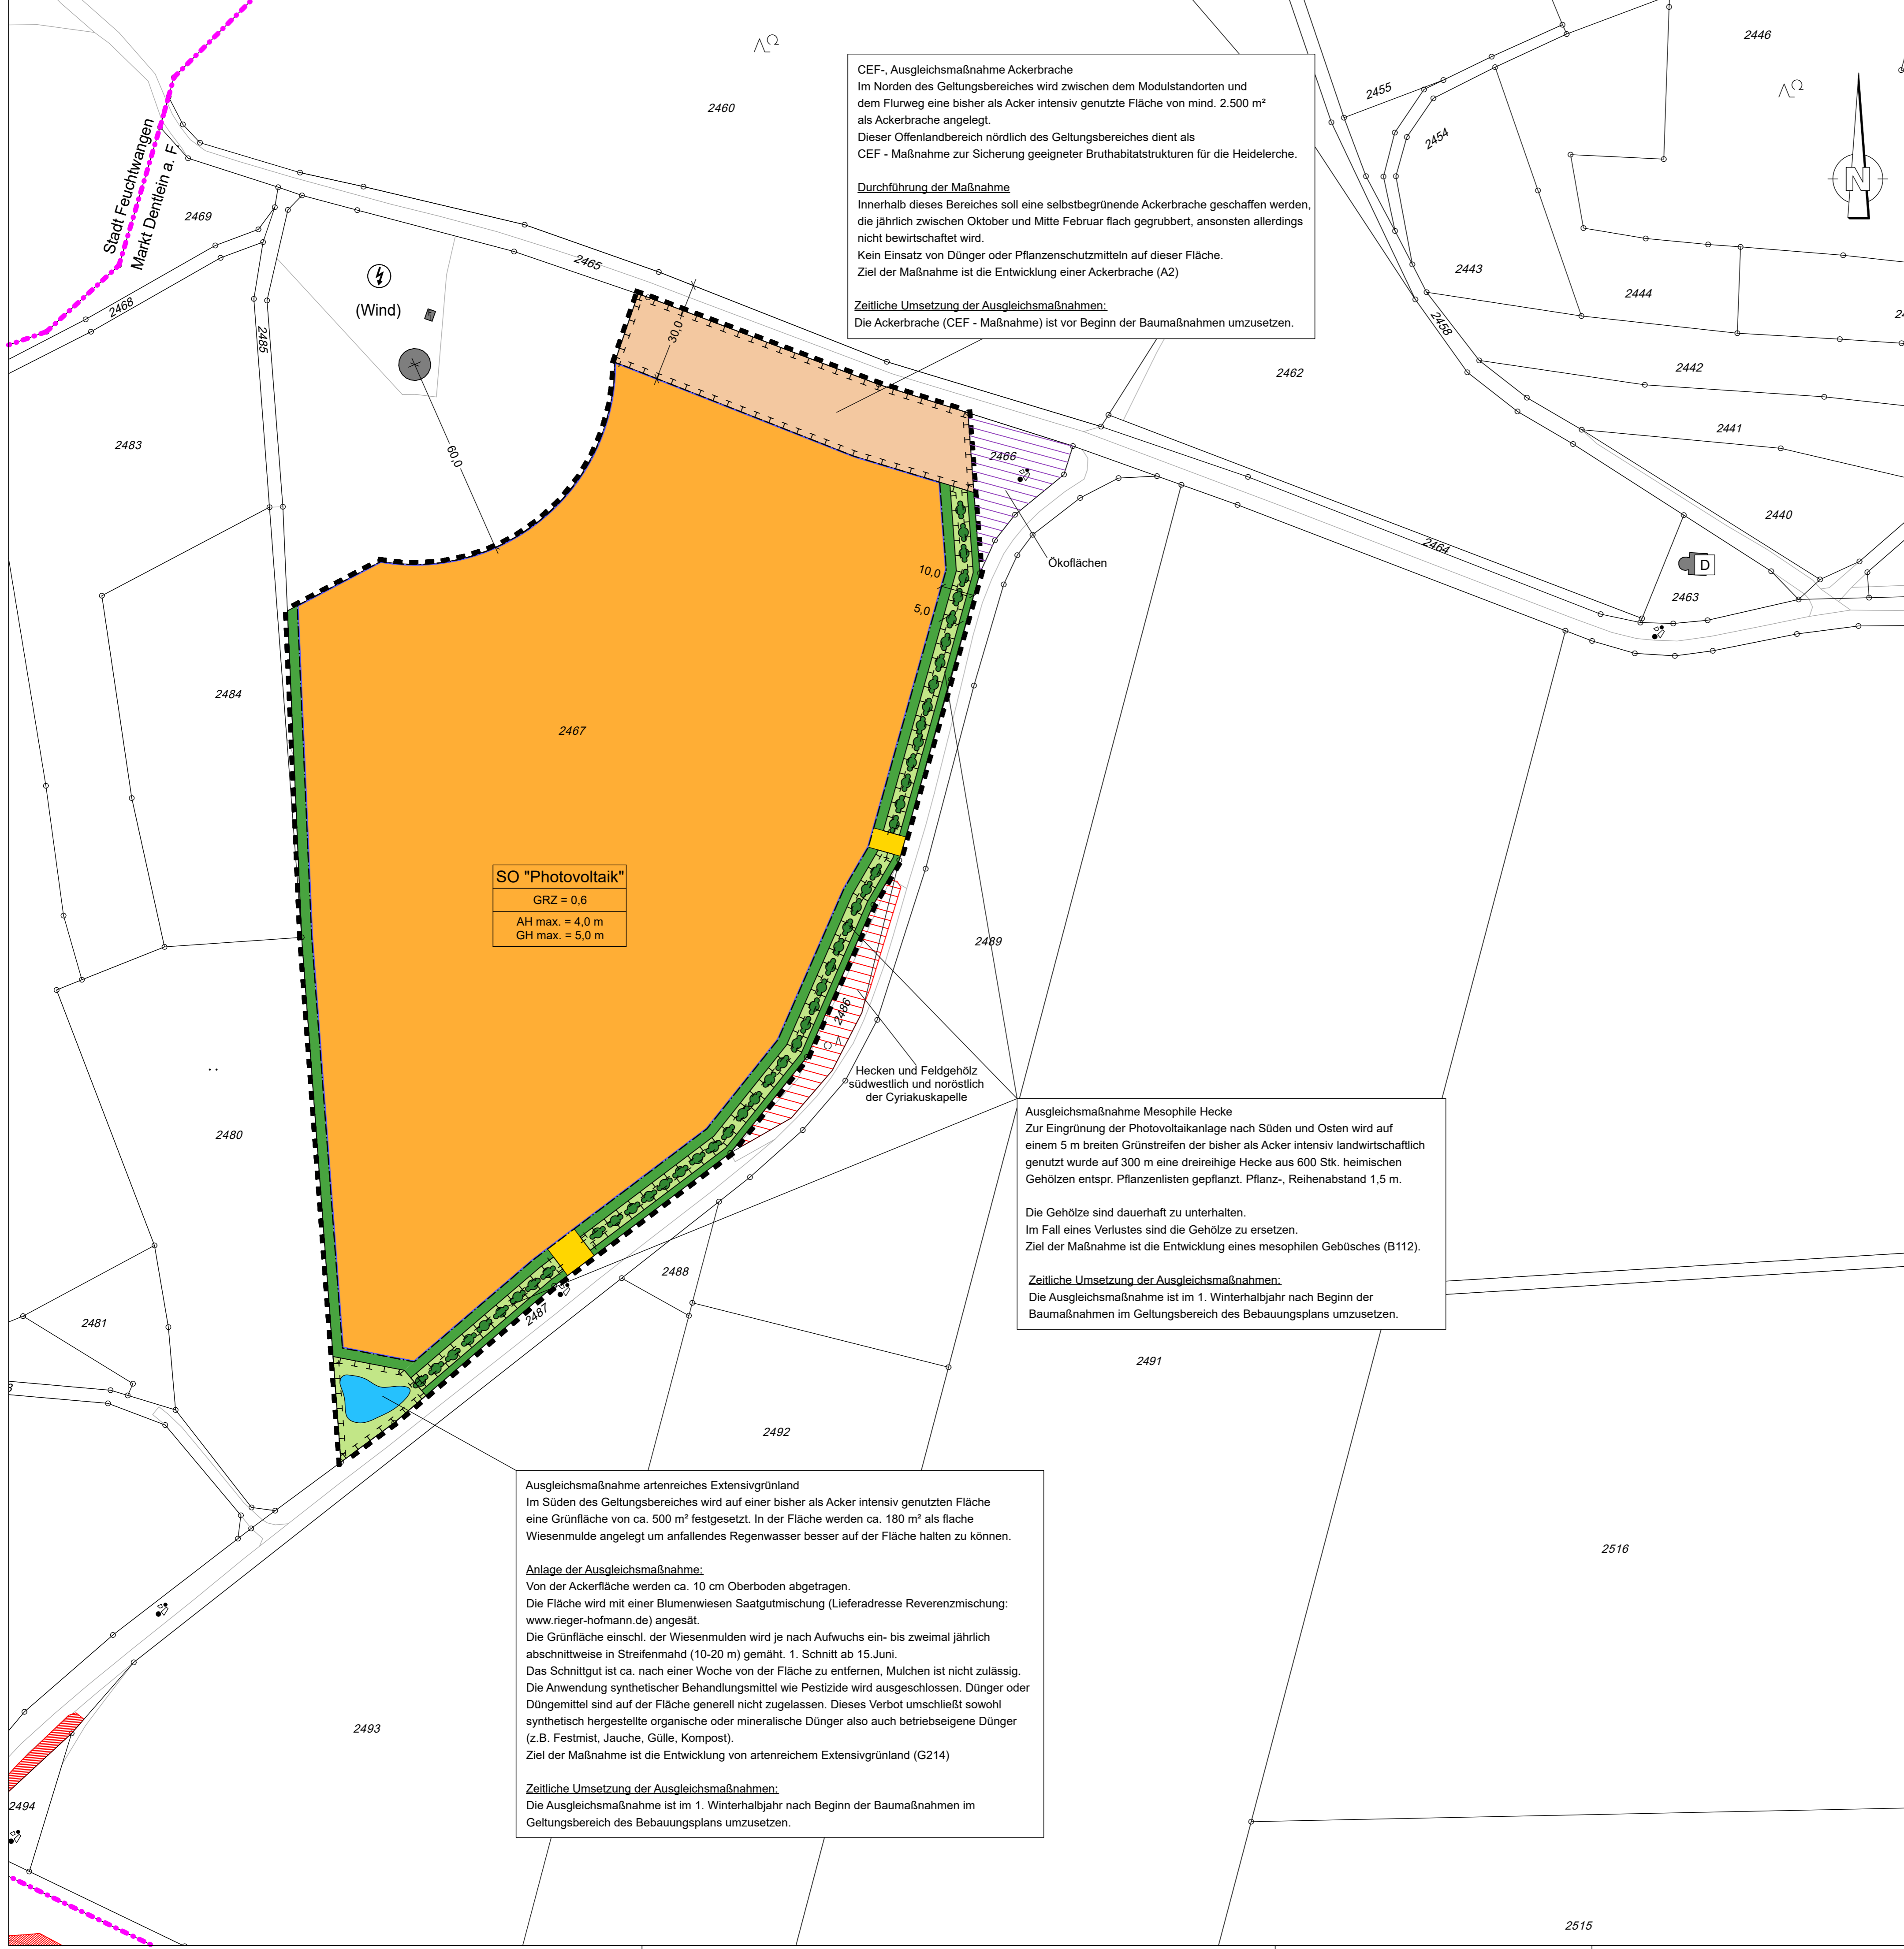 2446
2460
CEF-, Ausgleichsmaßnahme Ackerbrache
Im Norden des Geltungsbereiches wird zwischen dem Modulstandorten und
dem Flurweg eine bisher als Acker intensiv genutzte Fläche von mind. 2.500 m²
als Ackerbrache angelegt.
Dieser Offenlandbereich nördlich des Geltungsbereiches dient als
CEF - Maßnahme zur Sicherung geeigneter Bruthabitatstrukturen für die Heidelerche.
Durchführung der Maßnahme
Innerhalb dieses Bereiches soll eine selbstbegrünende Ackerbrache geschaffen werden,
die jährlich zwischen Oktober und Mitte Februar flach gegrubbert, ansonsten allerdings
nicht bewirtschaftet wird.
Kein Einsatz von Dünger oder Pflanzenschutzmitteln auf dieser Fläche.
Ziel der Maßnahme ist die Entwicklung einer Ackerbrache (A2)
Zeitliche Umsetzung der Ausgleichsmaßnahmen:
Die Ackerbrache (CEF - Maßnahme) ist vor Beginn der Baumaßnahmen umzusetzen.
2455
2454
N
Stadt Feuchtwangen
Markt Dentlein a. F.
2469
2465
2443
2444
2468
2485
(Wind)
30,0
2458
2462
2442
2441
2483
60,0
2466
2440
2464
Ökoflächen
D
2463
10,0
5,0
2484
2467
SO "Photovoltaik"
GRZ = 0,6
AH max. = 4,0 m
GH max. = 5,0 m
2489
2486
Hecken und Feldgehölz
südwestlich und noröstlich
der Cyriakuskapelle
2480
Ausgleichsmaßnahme Mesophile Hecke
Zur Eingrünung der Photovoltaikanlage nach Süden und Osten wird auf
einem 5 m breiten Grünstreifen der bisher als Acker intensiv landwirtschaftlich
genutzt wurde auf 300 m eine dreireihige Hecke aus 600 Stk. heimischen
Gehölzen entspr. Pflanzenlisten gepflanzt. Pflanz-, Reihenabstand 1,5 m.
Die Gehölze sind dauerhaft zu unterhalten.
Im Fall eines Verlustes sind die Gehölze zu ersetzen.
Ziel der Maßnahme ist die Entwicklung eines mesophilen Gebüsches (B112).
Zeitliche Umsetzung der Ausgleichsmaßnahmen:
Die Ausgleichsmaßnahme ist im 1. Winterhalbjahr nach Beginn der
Baumaßnahmen im Geltungsbereich des Bebauungsplans umzusetzen.
2488
2487
2481
2491
2492
Ausgleichsmaßnahme artenreiches Extensivgrünland
Im Süden des Geltungsbereiches wird auf einer bisher als Acker intensiv genutzten Fläche
eine Grünfläche von ca. 500 m² festgesetzt. In der Fläche werden ca. 180 m² als flache
Wiesenmulde angelegt um anfallendes Regenwasser besser auf der Fläche halten zu können.
Anlage der Ausgleichsmaßnahme:
Von der Ackerfläche werden ca. 10 cm Oberboden abgetragen.
Die Fläche wird mit einer Blumenwiesen Saatgutmischung (Lieferadresse Reverenzmischung:
www.rieger-hofmann.de) angesät.
Die Grünfläche einschl. der Wiesenmulden wird je nach Aufwuchs ein- bis zweimal jährlich
abschnittweise in Streifenmahd (10-20 m) gemäht. 1. Schnitt ab 15.Juni.
Das Schnittgut ist ca. nach einer Woche von der Fläche zu entfernen, Mulchen ist nicht zulässig.
Die Anwendung synthetischer Behandlungsmittel wie Pestizide wird ausgeschlossen. Dünger oder
Düngemittel sind auf der Fläche generell nicht zugelassen. Dieses Verbot umschließt sowohl
synthetisch hergestellte organische oder mineralische Dünger also auch betriebseigene Dünger
(z.B. Festmist, Jauche, Gülle, Kompost).
Ziel der Maßnahme ist die Entwicklung von artenreichem Extensivgrünland (G214)
Zeitliche Umsetzung der Ausgleichsmaßnahmen:
Die Ausgleichsmaßnahme ist im 1. Winterhalbjahr nach Beginn der Baumaßnahmen im
Geltungsbereich des Bebauungsplans umzusetzen.
2516
2493
2494
2515